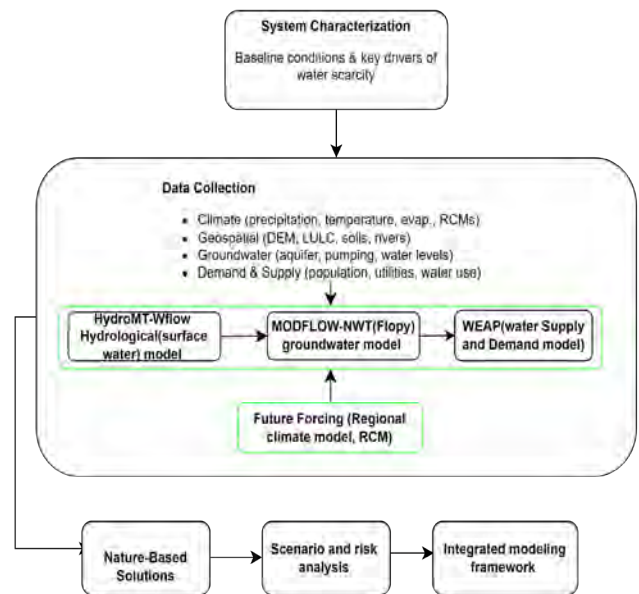 System Characterization
Baseline conditions & key drivers of
water scarcity
Data Collection
• Climate (precipitation, temperature, evap., RCMs)
• Geospatial (DEM, LULC, soils, rivers)
• Groundwater (aquifer, pumping, water levels)
• Demand & Supply (population, utilities, water use)
HydroMT-Wflow
Hydrological(surface
water) model
MODFLOW-NWT(Flopy)
groundwater model
WEAP(water Supply
and Demand model)
Future Forcing (Regional
climate model, RCM)
Nature-Based
Solutions
Scenario and risk
analysis
Integrated modeling
framework